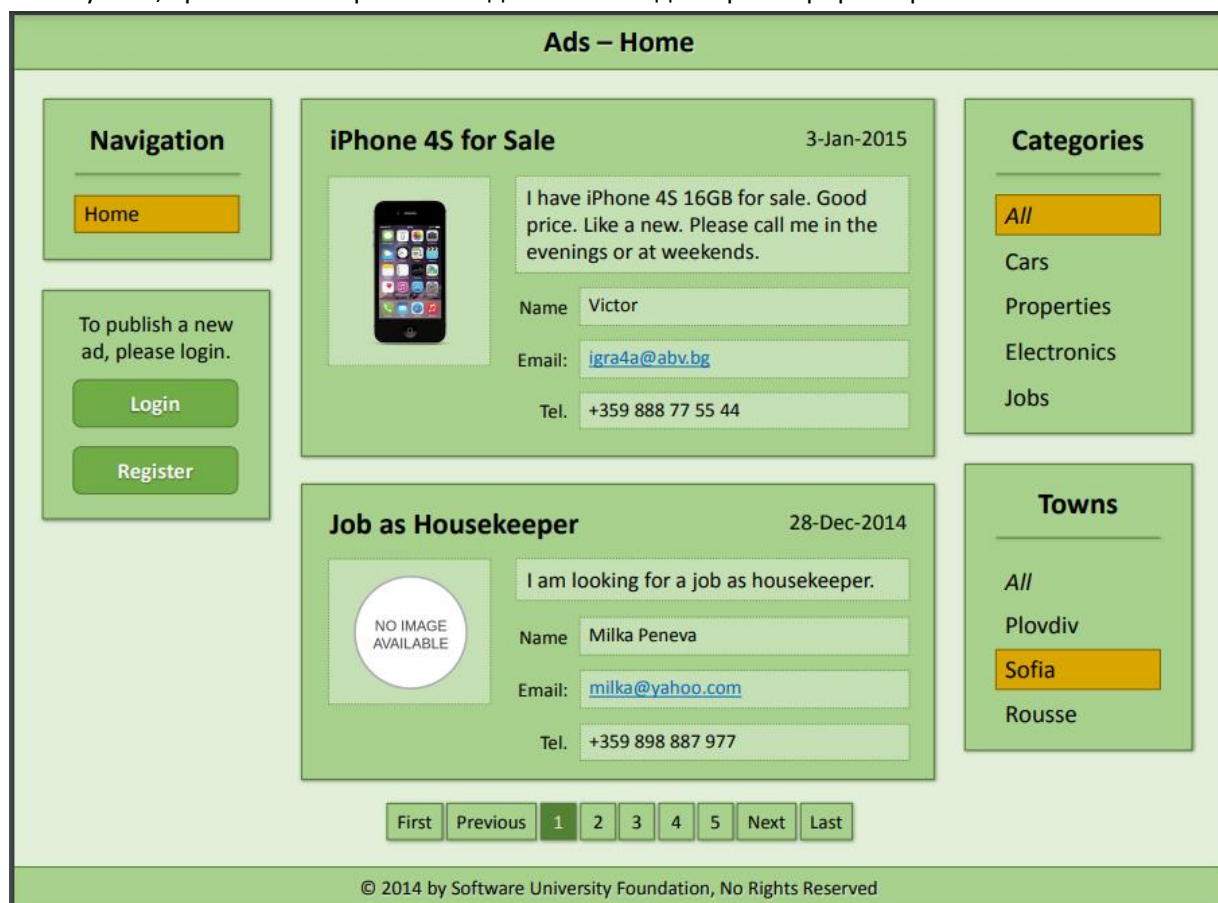 Ads – Home
Navigation
Home
To publish a new
ad, please login.
Login
Register
iPhone 4S for Sale
3-Jan-2015
I have iPhone 4S 16GB for sale. Good
price. Like a new. Please call me in the
evenings or at weekends.
Name Victor
Email: igra4a@abv.bg
Tel. +359 888 77 55 44
Job as Housekeeper
28-Dec-2014
NO IMAGE
AVAILABLE
I am looking for a job as housekeeper.
Name Milka Peneva
Email: milka@yahoo.com
Tel. +359 898 887 977
First Previous 1 2 3 4 5 Next Last
Categories
All
Cars
Properties
Electronics
Jobs
Towns
All
Plovdiv
Sofia
Rousse
© 2014 by Software University Foundation, No Rights Reserved